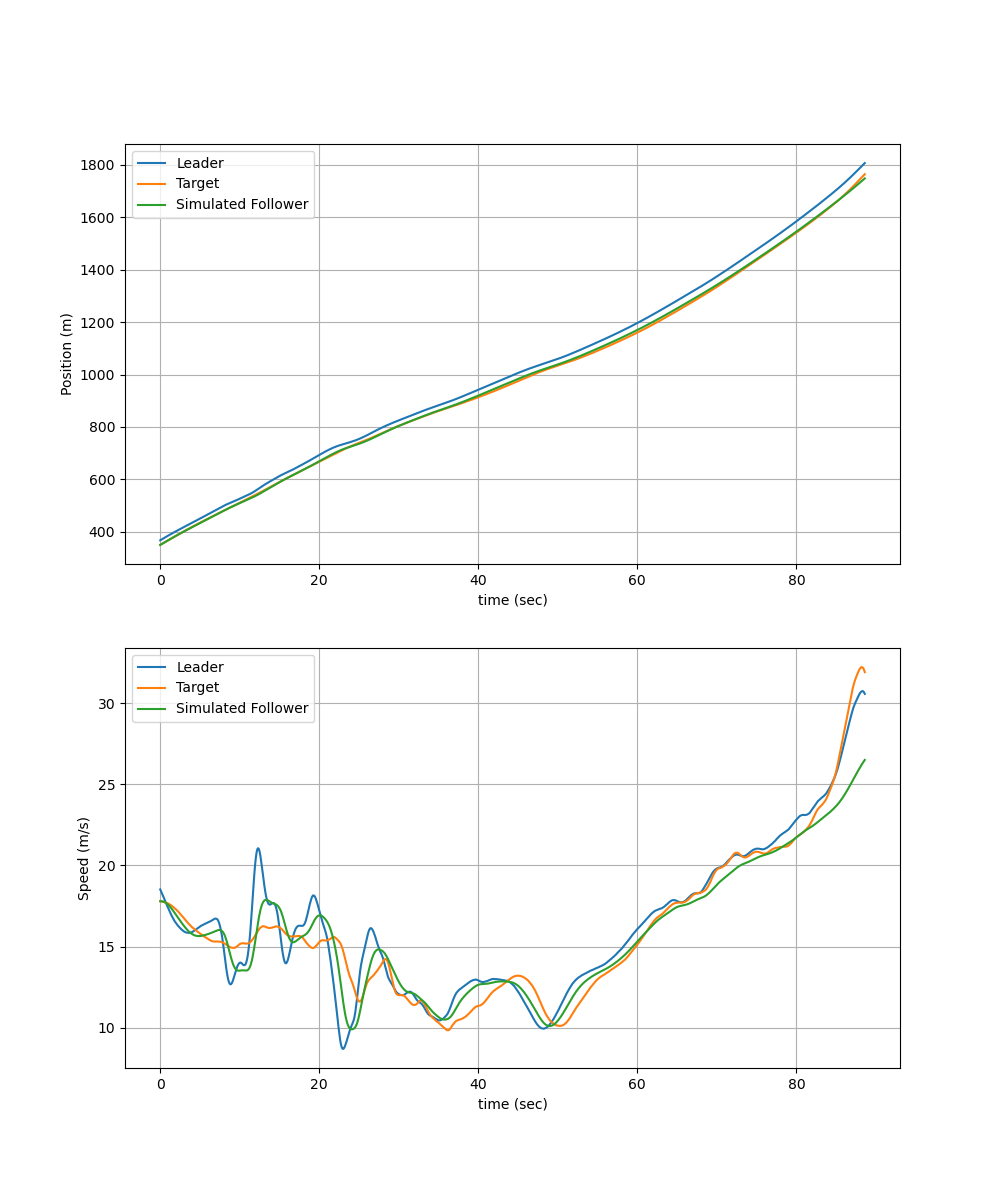 Leader
Target
Simulated Follower
1800
1600
1400
1200
1000
800
600
400
Position (m)
0 20 40 60 80
time (sec)
Leader
Target
Simulated Follower
30
25
20
15
10
Speed (m/s)
0 20 40 60 80
time (sec)